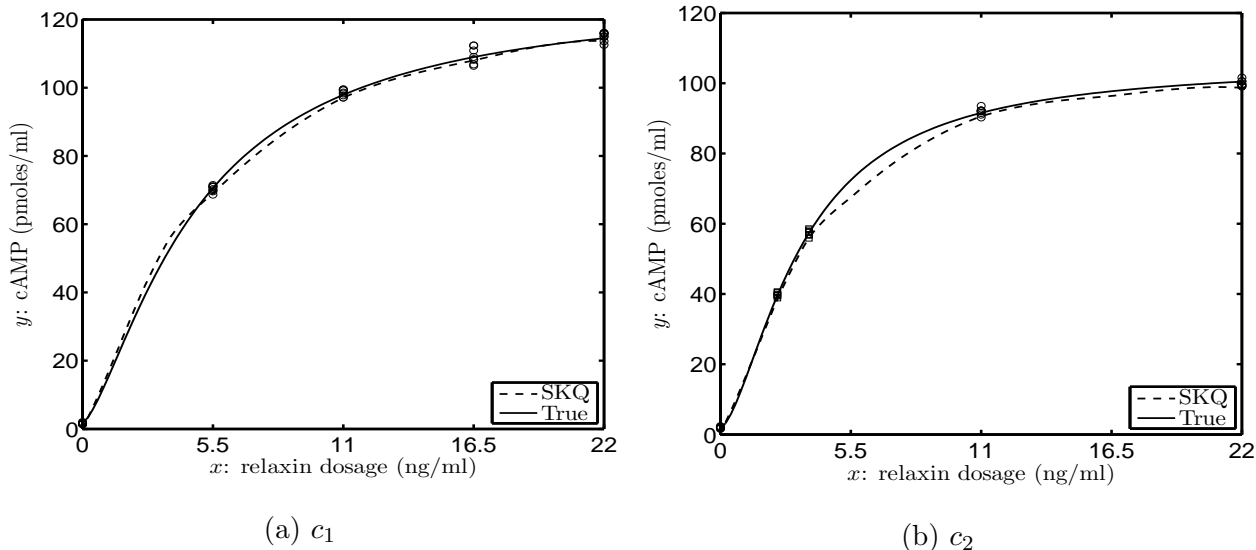 120
100
80
60
40
20
0
y: cAMP (pmoles/ml)
SKQ
True
0 5.5 11 16.5 22
x: relaxin dosage (ng/ml)
(a) c₁
120
100
80
60
40
20
0
y: cAMP (pmoles/ml)
SKQ
True
0 5.5 11 16.5 22
x: relaxin dosage (ng/ml)
(b) c₂